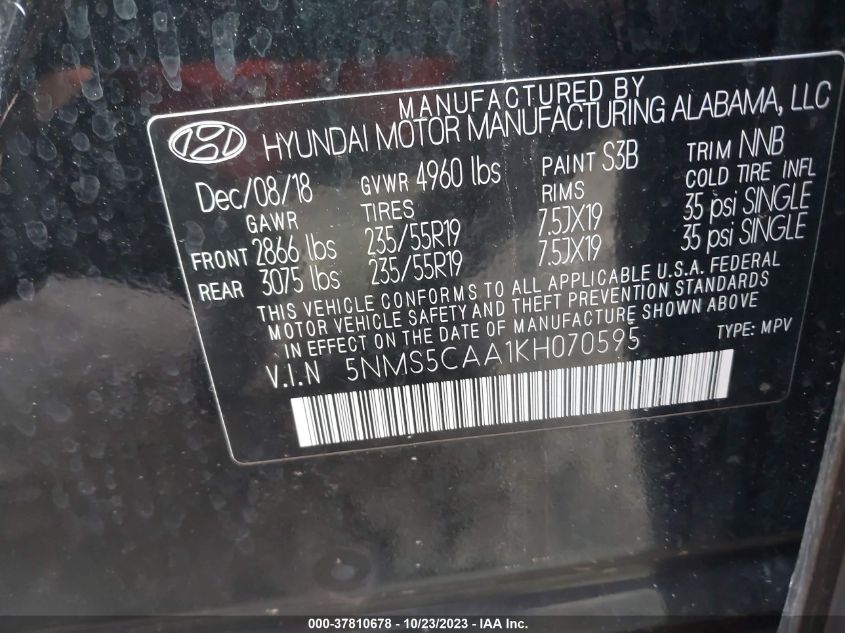 MANUFACTURED BY
HYUNDAI MOTOR MANUFACTURING ALABAMA, LLC
Dec/08/18 GVWR 4960 lbs PAINT S3B TRIM NNB
GAWR TIRES RIMS COLD TIRE INFL
FRONT 2866 lbs 235/55R19 7.5JX19 35 psi SINGLE
REAR 3075 lbs 235/55R19 7.5JX19 35 psi SINGLE
THIS VEHICLE CONFORMS TO ALL APPLICABLE U.S.A. FEDERAL
MOTOR VEHICLE SAFETY AND THEFT PREVENTION STANDARDS
IN EFFECT ON THE DATE OF MANUFACTURE SHOWN ABOVE
V.I.N 5NMS5CAA1KH070595 TYPE: MPV
000-37810678 - 10/23/2023 - IAA Inc.